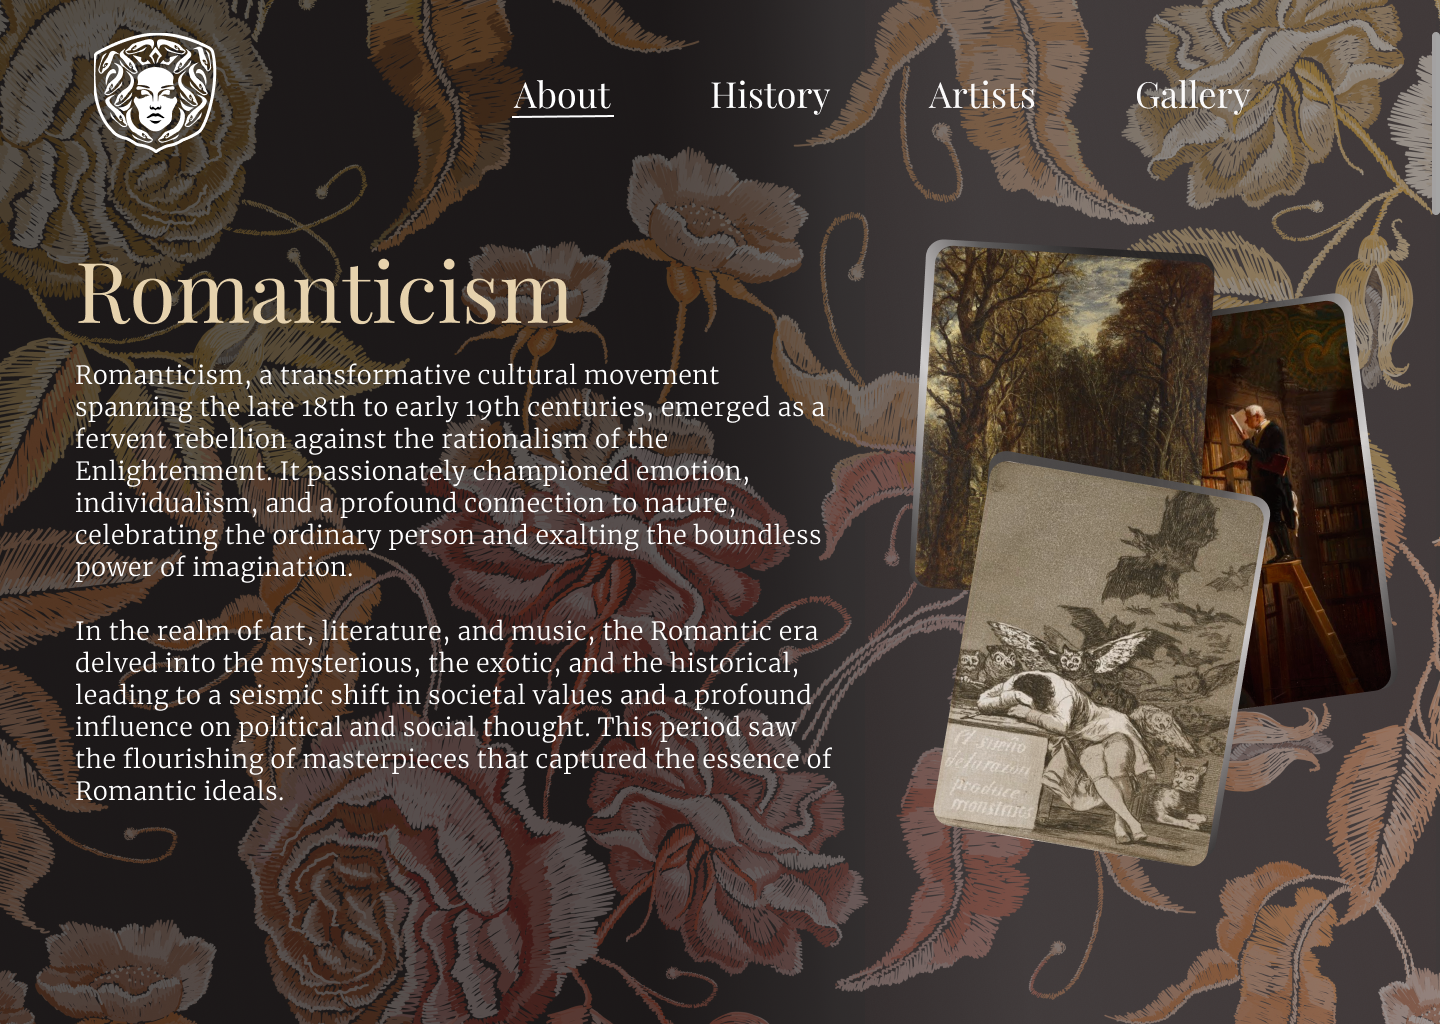 About History Artists Gallery
Romanticism
Romanticism, a transformative cultural movement
spanning the late 18th to early 19th centuries, emerged as a
fervent rebellion against the rationalism of the
Enlightenment. It passionately championed emotion,
individualism, and a profound connection to nature,
celebrating the ordinary person and exalting the boundless
power of imagination.
In the realm of art, literature, and music, the Romantic era
delved into the mysterious, the exotic, and the historical,
leading to a seismic shift in societal values and a profound
influence on political and social thought. This period saw
the flourishing of masterpieces that captured the essence of
Romantic ideals.
El sueño
de la razon
produce
monstruos